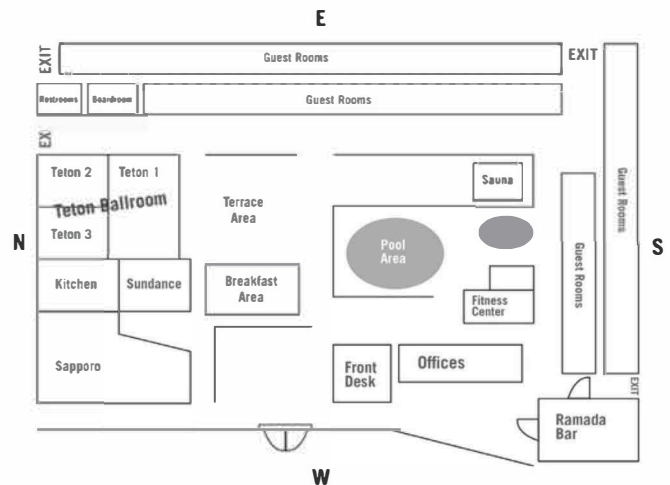 E
EXIT
Guest Rooms
EXIT
Restrooms
Boardroom
Guest Rooms
EX
Teton 2
Teton 1
Teton Ballroom
Teton 3
Terrace
Area
Sauna
Pool
Area
Guest Rooms
Guest Rooms
N
S
Kitchen
Sundance
Breakfast
Area
Fitness
Center
Sapporo
Front
Desk
Offices
EXIT
Ramada
Bar
W